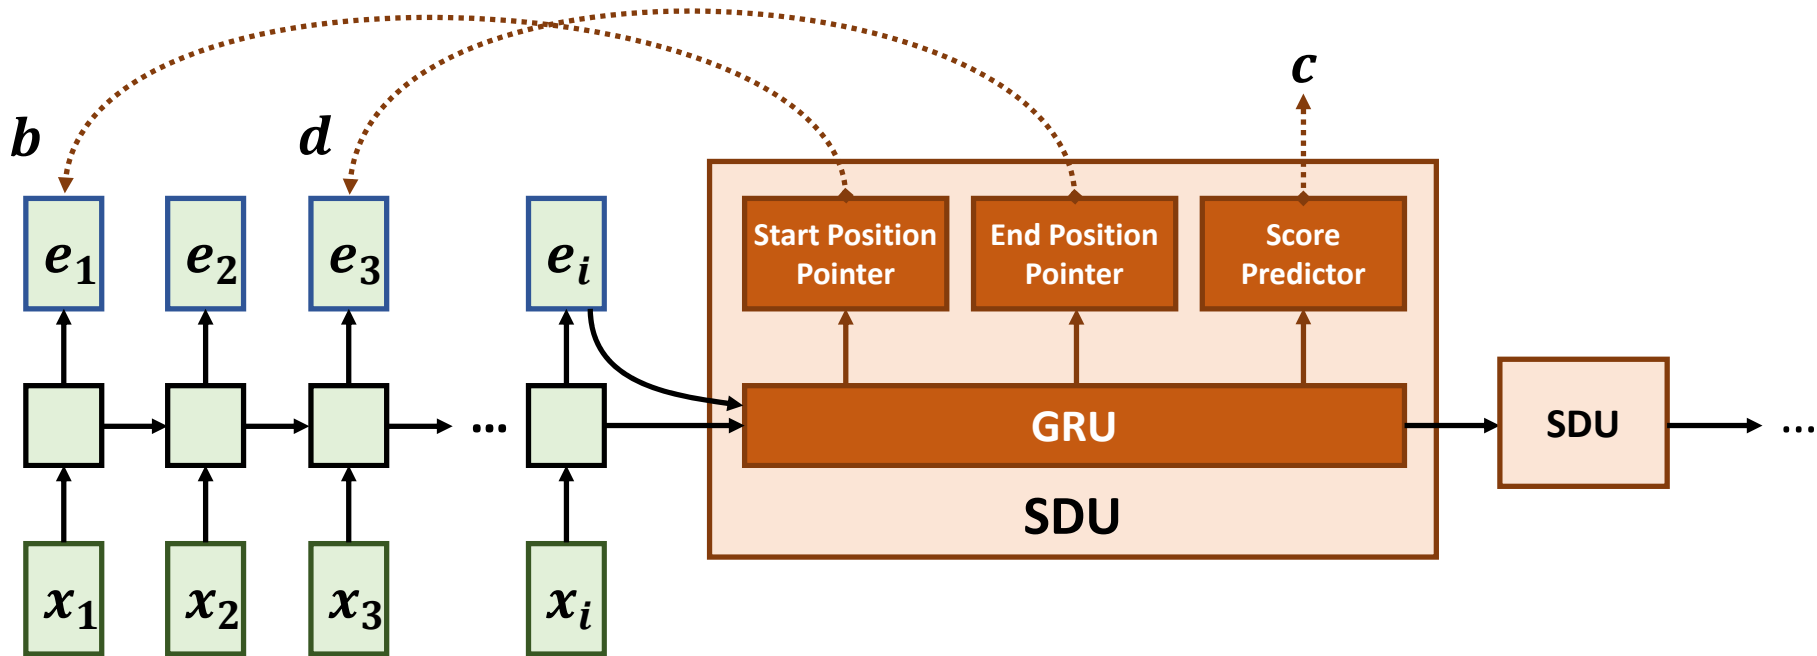 c
b
d
e1
e2
e3
ei
Start Position
Pointer
End Position
Pointer
Score
Predictor
...
GRU
SDU
...
SDU
x1
x2
x3
xi